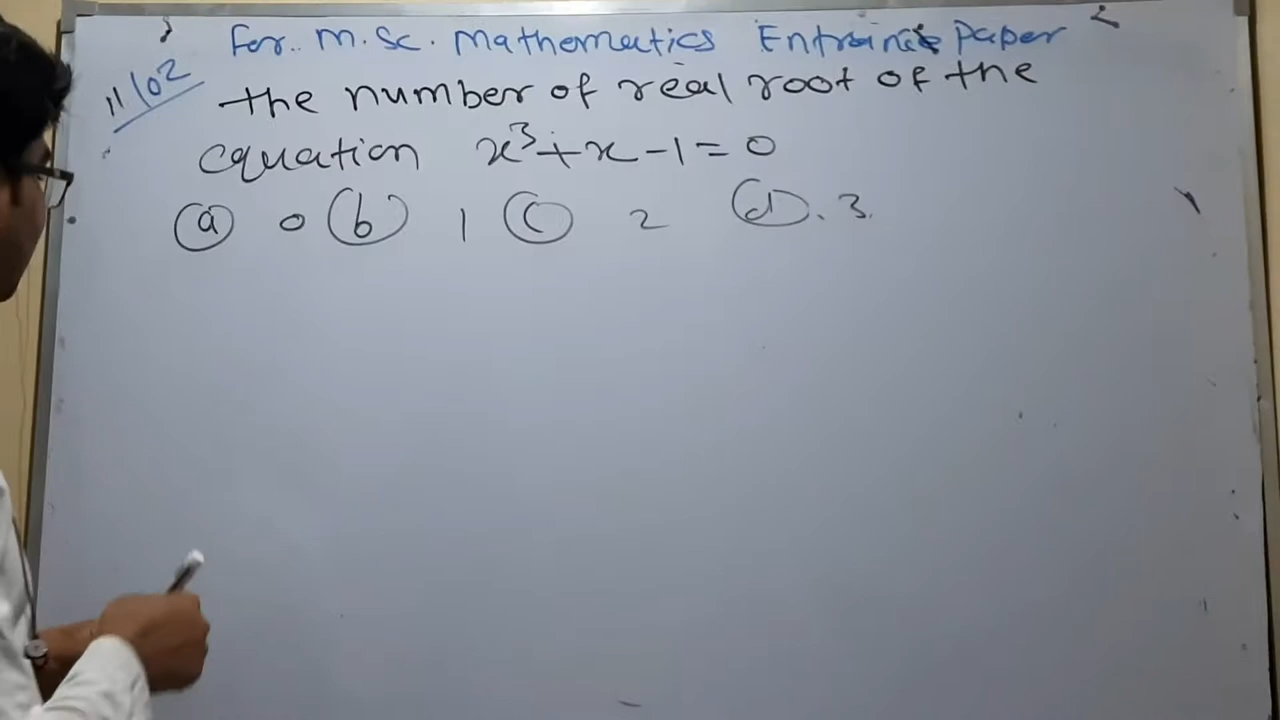 For.. M.Sc. Mathematics Entrance Paper
11/02
the number of real root of the
equation x³+x-1=0
(a) 0 (b) 1 (c) 2 (d). 3.